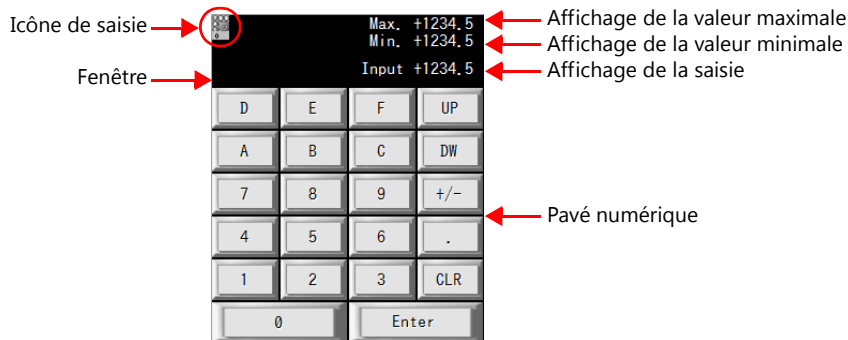 Icône de saisie
Max. +1234.5
Affichage de la valeur maximale
Min. +1234.5
Affichage de la valeur minimale
Fenêtre
Input +1234.5
Affichage de la saisie
D E F UP
A B C DW
7 8 9 +/-
Pavé numérique
4 5 6 .
1 2 3 CLR
0 Enter